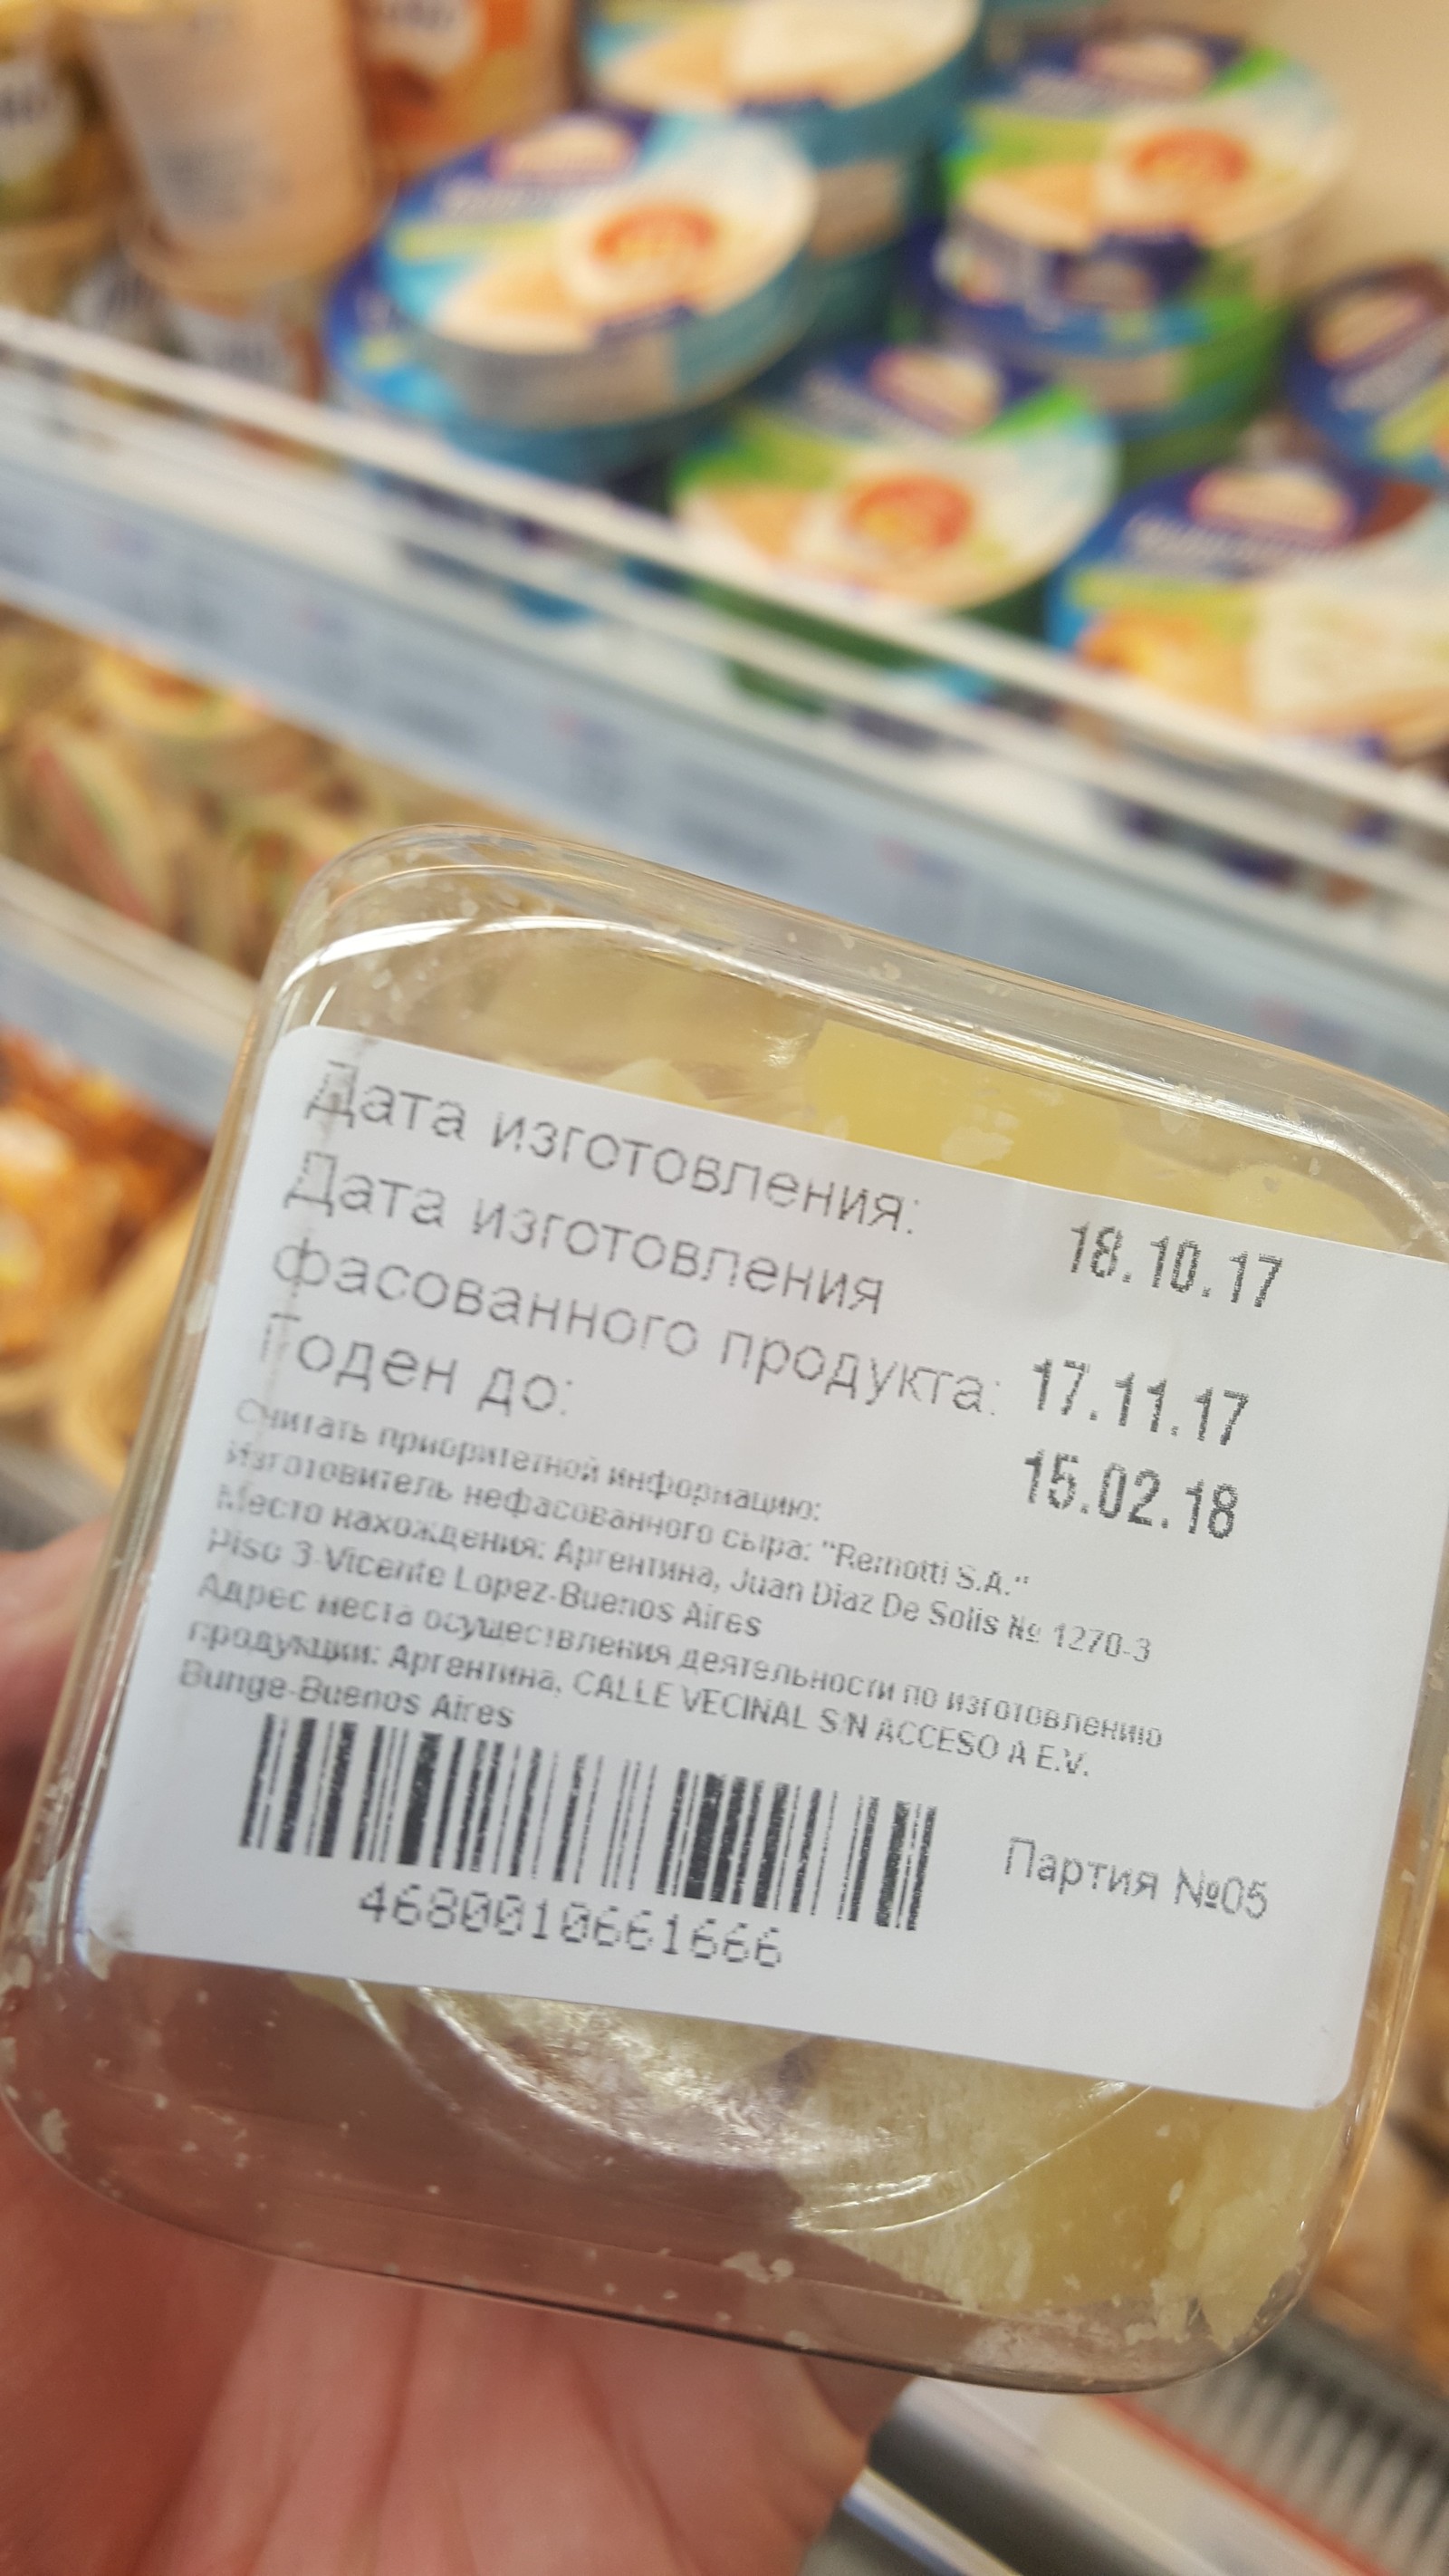 Дата изготовления: 18.10.17
Дата изготовления
фасованного продукта: 17.11.17
Годен до: 15.02.18
Считать приоритетной информацию:
Изготовитель нефасованного сыра: "Remotti S.A."
Место нахождения: Аргентина, Juan Diaz De Solis № 1270-3
Piso 3-Vicente Lopez-Buenos Aires
Адрес места осуществления деятельности по изготовлению
продукции: Аргентина, CALLE VECINAL S/N ACCESO A E.V.
Bunge-Buenos Aires
Партия №05
4680010661666